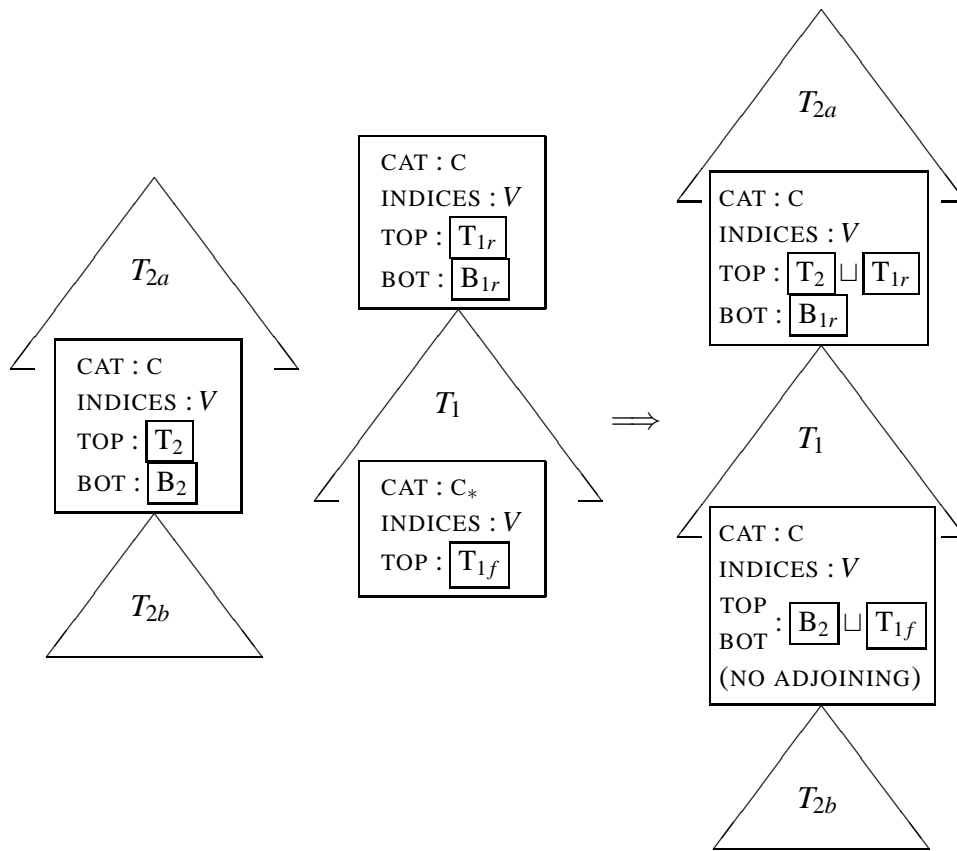 T2a
CAT : C
INDICES : V
TOP : T2
BOT : B2
T2b
CAT : C
INDICES : V
TOP : T1r
BOT : B1r
T1
CAT : C*
INDICES : V
TOP : T1f
⟹
T2a
CAT : C
INDICES : V
TOP : T2 ⊔ T1r
BOT : B1r
T1
CAT : C
INDICES : V
TOP
BOT : B2 ⊔ T1f
(NO ADJOINING)
T2b